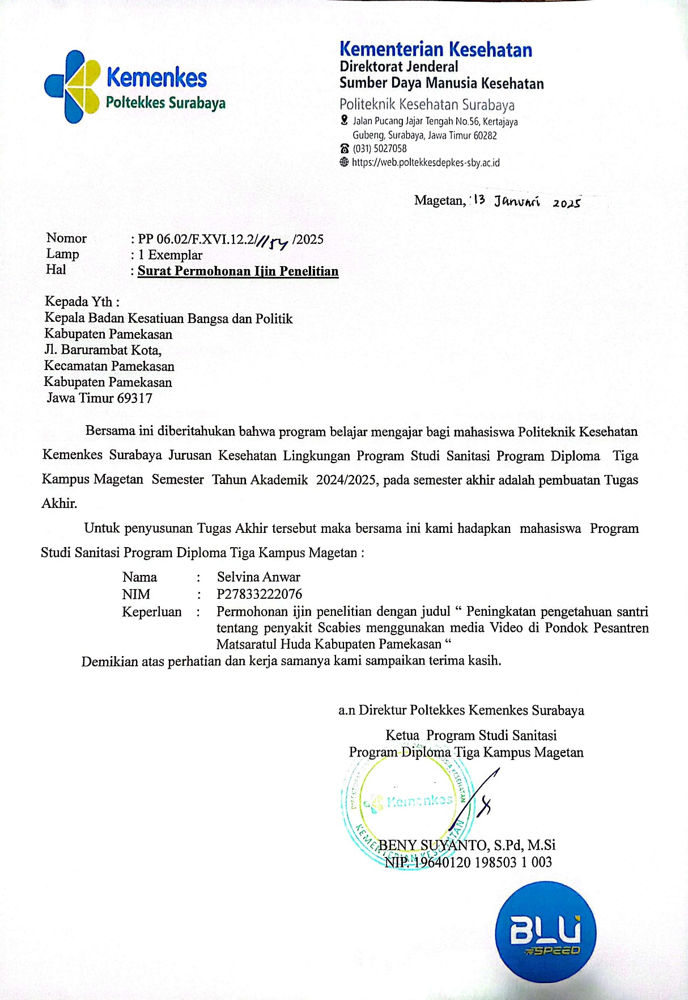 Kemenkes
Poltekkes Surabaya
Kementerian Kesehatan
Direktorat Jenderal
Sumber Daya Manusia Kesehatan
Politeknik Kesehatan Surabaya
Jalan Pucang Jajar Tengah No.56, Kertajaya
Gubeng, Surabaya, Jawa Timur 60282
(031) 5027058
https://web.poltekkesdepkes-sby.ac.id
Magetan, 13 Januari 2025
Nomor : PP 06.02/F.XVI.12.2/ /2025
Lamp : 1 Exemplar
Hal : Surat Permohonan Ijin Penelitian
Kepada Yth :
Kepala Badan Kesatiuan Bangsa dan Politik
Kabupaten Pamekasan
Jl. Barurambat Kota,
Kecamatan Pamekasan
Kabupaten Pamekasan
Jawa Timur 69317
Bersama ini diberitahukan bahwa program belajar mengajar bagi mahasiswa Politeknik Kesehatan
Kemenkes Surabaya Jurusan Kesehatan Lingkungan Program Studi Sanitasi Program Diploma Tiga
Kampus Magetan Semester Tahun Akademik 2024/2025, pada semester akhir adalah pembuatan Tugas
Akhir.
Untuk penyusunan Tugas Akhir tersebut maka bersama ini kami hadapkan mahasiswa Program
Studi Sanitasi Program Diploma Tiga Kampus Magetan :
Nama : Selvina Anwar
NIM : P27833222076
Keperluan : Permohonan ijin penelitian dengan judul “ Peningkatan pengetahuan santri
tentang penyakit Scabies menggunakan media Video di Pondok Pesantren
Matsaratul Huda Kabupaten Pamekasan “
Demikian atas perhatian dan kerja samanya kami sampaikan terima kasih.
a.n Direktur Poltekkes Kemenkes Surabaya
Ketua Program Studi Sanitasi
Program Diploma Tiga Kampus Magetan
Kemenkes
KEMENTERIAN KESEHATAN
BENY SUYANTO, S.Pd, M.Si
NIP. 19640120 198503 1 003
BLU
SPEED